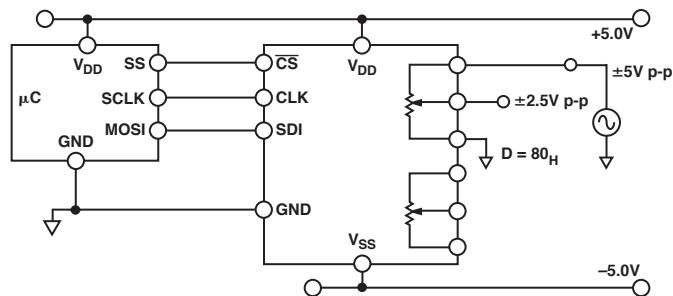 +5.0V
VDD
SS
CS
VDD
±5V p-p
μC
SCLK
CLK
±2.5V p-p
MOSI
SDI
GND
D = 80H
GND
VSS
–5.0V